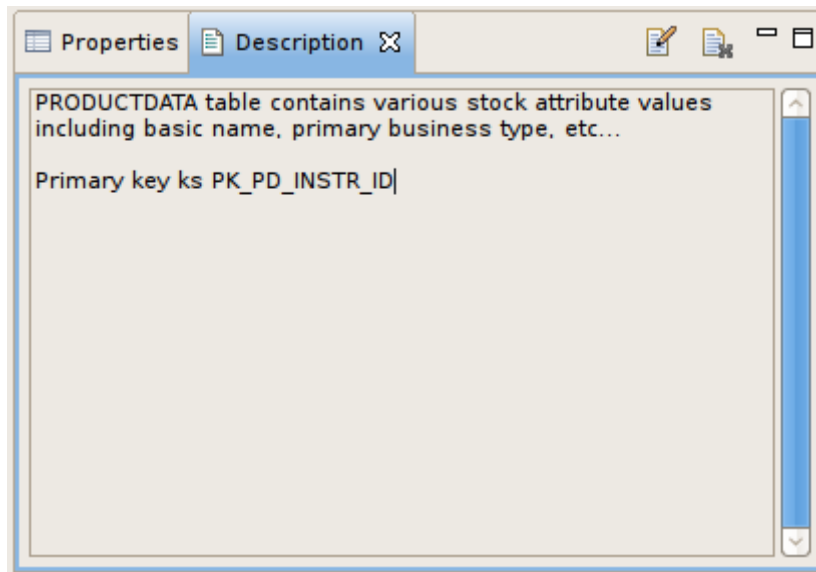 Properties
Description
PRODUCTDATA table contains various stock attribute values
including basic name, primary business type, etc...
Primary key ks PK_PD_INSTR_ID